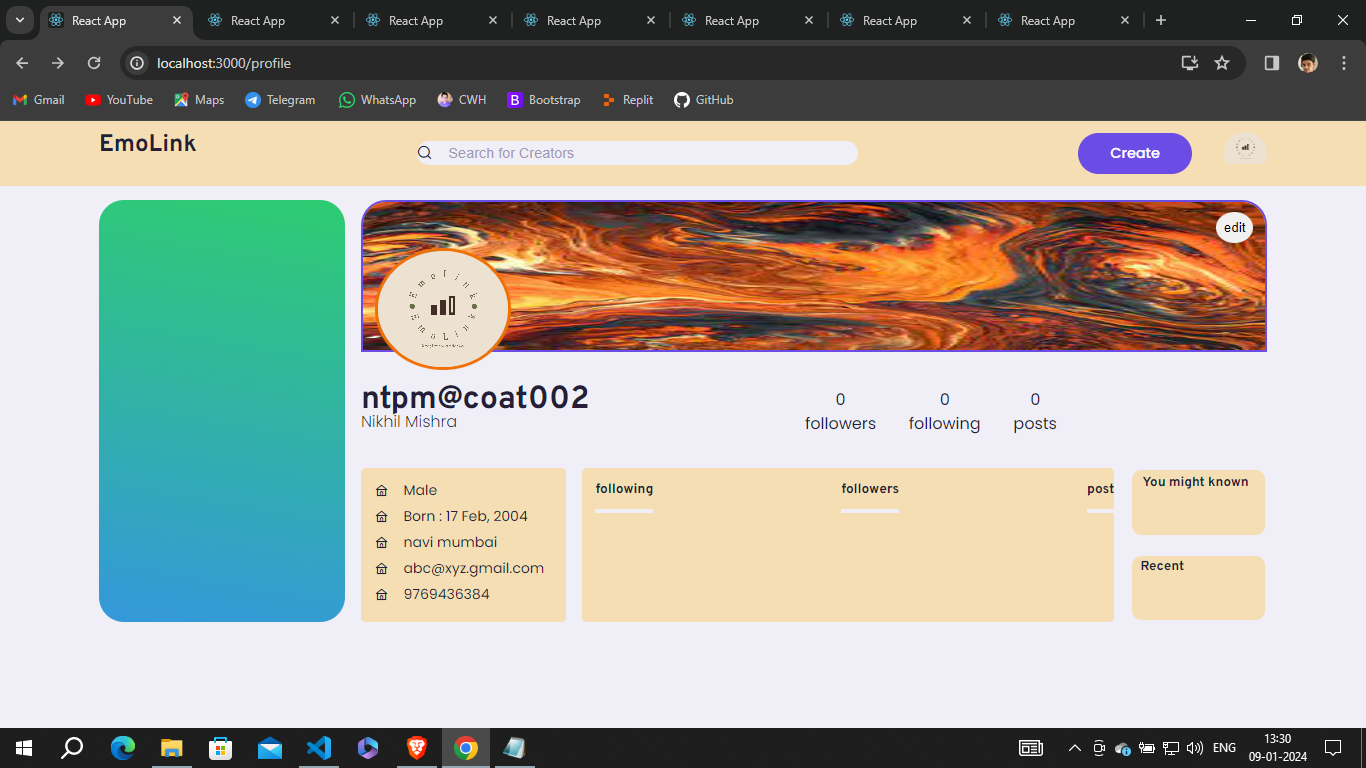 React App
React App
React App
React App
React App
React App
React App
localhost:3000/profile
Gmail
YouTube
Maps
Telegram
WhatsApp
CWH
B
Bootstrap
Replit
GitHub
EmoLink
Search for Creators
Create
edit
ntpm@coat002
Nikhil Mishra
0
followers
0
following
0
posts
Male
Born : 17 Feb, 2004
navi mumbai
abc@xyz.gmail.com
9769436384
following
followers
post
You might known
Recent
ENG
13:30
09-01-2024